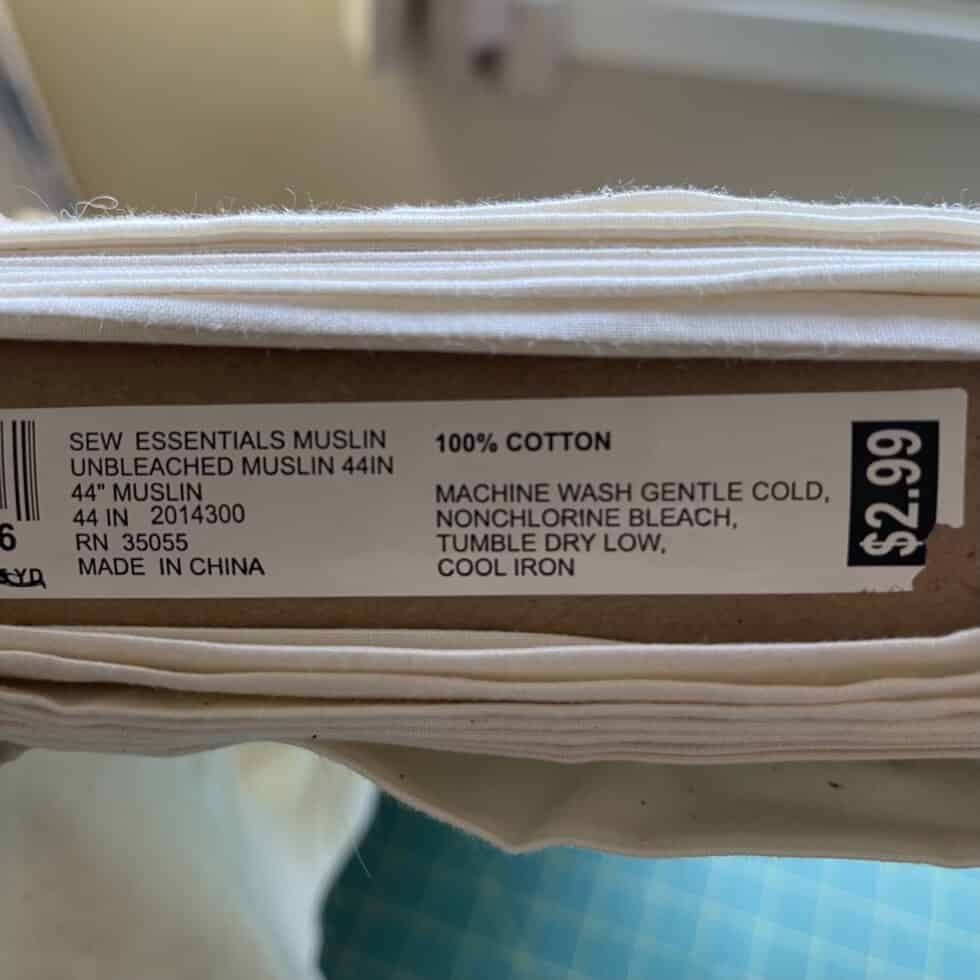 6
SEW ESSENTIALS MUSLIN
UNBLEACHED MUSLIN 44IN
44" MUSLIN
44 IN 2014300
RN 35055
MADE IN CHINA
100% COTTON
MACHINE WASH GENTLE COLD,
NONCHLORINE BLEACH,
TUMBLE DRY LOW,
COOL IRON
$2.99